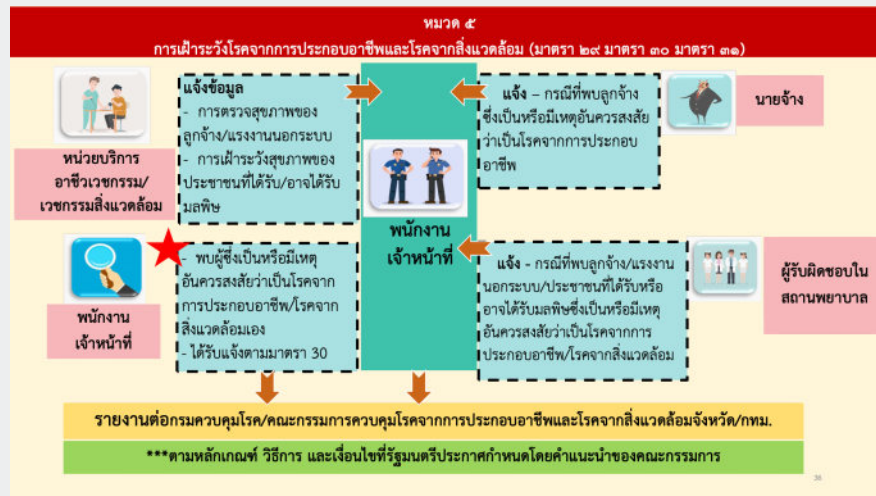 หมวด ๕
การเฝ้าระวังโรคจากการประกอบอาชีพและโรคจากสิ่งแวดล้อม (มาตรา ๒๙ มาตรา ๓๐ มาตรา ๓๑)
หน่วยบริการ
อาชีวเวชกรรม/
เวชกรรมสิ่งแวดล้อม
แจ้งข้อมูล
- การตรวจสุขภาพของ
ลูกจ้าง/แรงงานนอกระบบ
- การเฝ้าระวังสุขภาพของ
ประชาชนที่ได้รับ/อาจได้รับ
มลพิษ
พนักงาน
เจ้าหน้าที่
แจ้ง – กรณีที่พบลูกจ้าง
ซึ่งเป็นหรือมีเหตุอันควรสงสัย
ว่าเป็นโรคจากการประกอบ
อาชีพ
นายจ้าง
พนักงาน
เจ้าหน้าที่
- พบผู้ซึ่งเป็นหรือมีเหตุ
อันควรสงสัยว่าเป็นโรคจาก
การประกอบอาชีพ/โรคจาก
สิ่งแวดล้อมเอง
- ได้รับแจ้งตามมาตรา 30
แจ้ง - กรณีที่พบลูกจ้าง/แรงงาน
นอกระบบ/ประชาชนที่ได้รับหรือ
อาจได้รับมลพิษซึ่งเป็นหรือมีเหตุ
อันควรสงสัยว่าเป็นโรคจากการ
ประกอบอาชีพ/โรคจากสิ่งแวดล้อม
ผู้รับผิดชอบใน
สถานพยาบาล
รายงานต่อกรมควบคุมโรค/คณะกรรมการควบคุมโรคจากการประกอบอาชีพและโรคจากสิ่งแวดล้อมจังหวัด/กทม.
***ตามหลักเกณฑ์ วิธีการ และเงื่อนไขที่รัฐมนตรีประกาศกำหนดโดยคำแนะนำของคณะกรรมการ